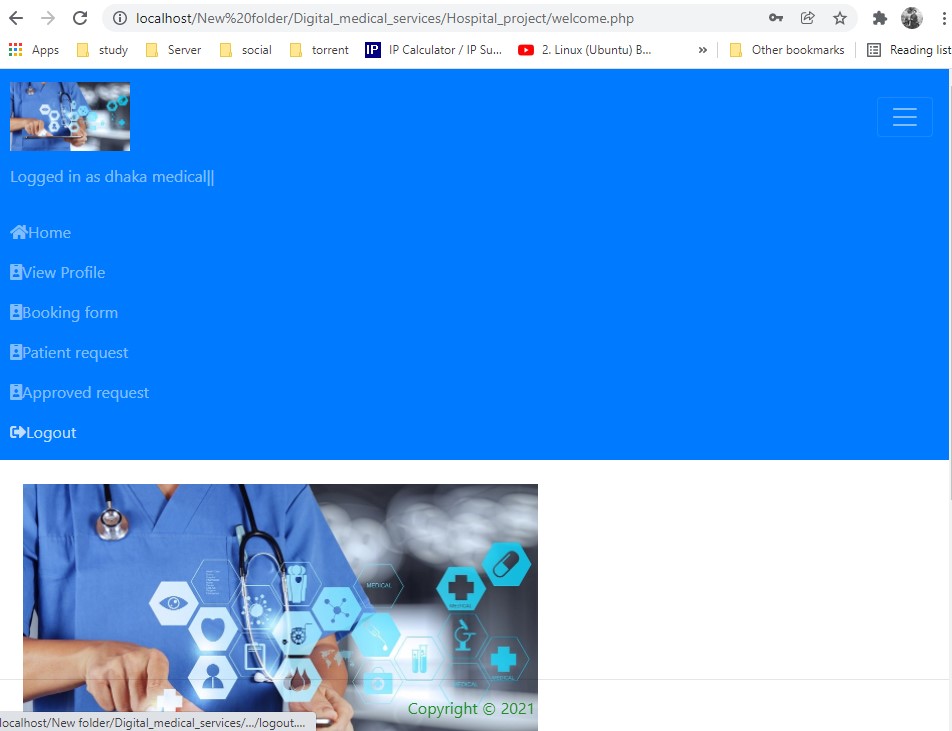 localhost/New%20folder/Digital_medical_services/Hospital_project/welcome.php
Apps study Server social torrent IP IP Calculator / IP Su... 2. Linux (Ubuntu) B... » Other bookmarks Reading list
Logged in as dhaka medical||
Home
View Profile
Booking form
Patient request
Approved request
Logout
MEDICAL
Copyright © 2021
localhost/New folder/Digital_medical_services/.../logout....